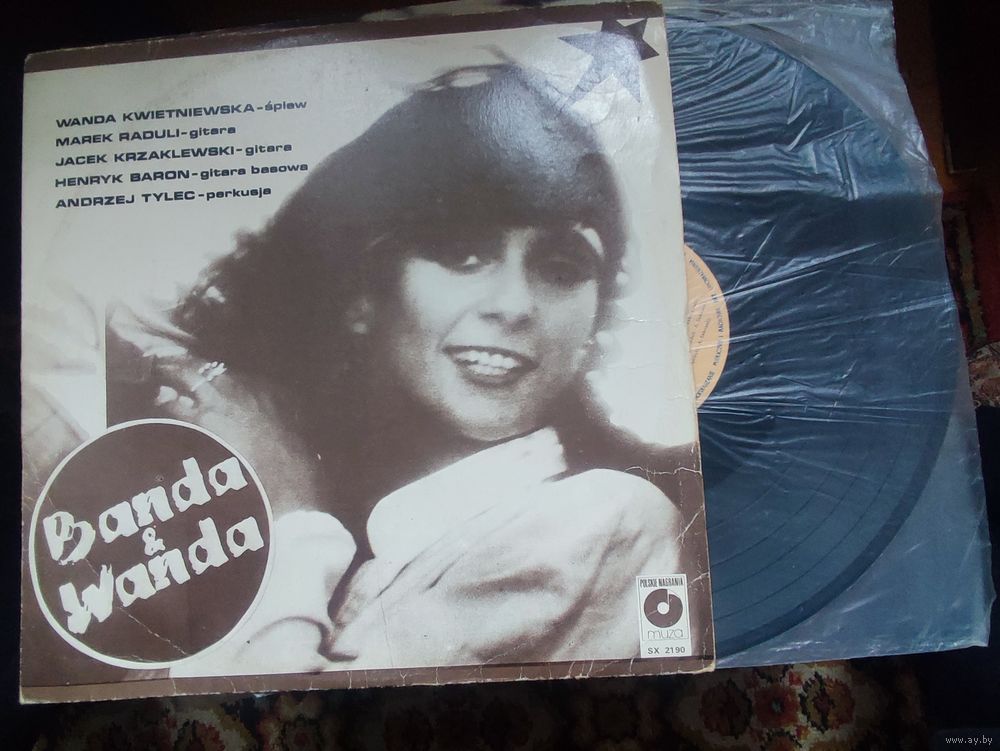 WANDA KWIETNIEWSKA-śpiew
MAREK RADULI-gitara
JACEK KRZAKLEWSKI-gitara
HENRYK BARON-gitara basowa
ANDRZEJ TYLEC-perkusja
Banda
&
Wanda
POLSKIE NAGRANIA
muza
SX 2190
www.ay.by